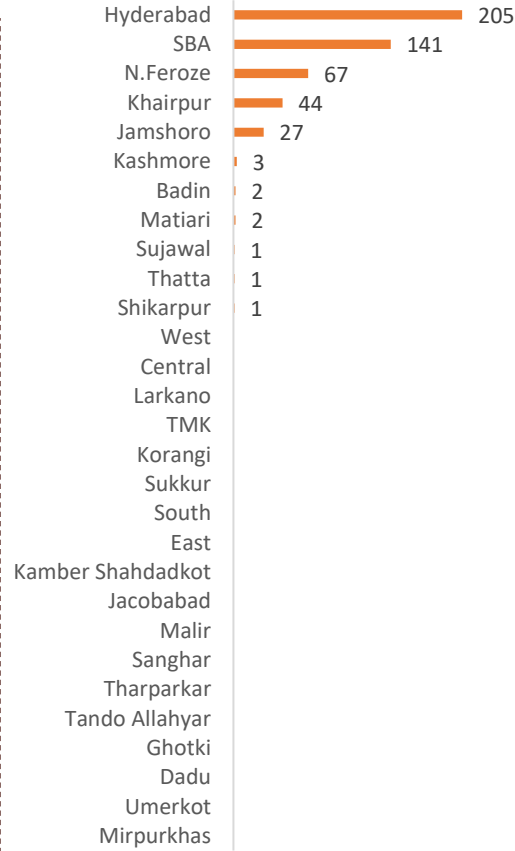 Hyderabad 205
SBA 141
N.Feroze 67
Khairpur 44
Jamshoro 27
Kashmore 3
Badin 2
Matiari 2
Sujawal 1
Thatta 1
Shikarpur 1
West
Central
Larkano
TMK
Korangi
Sukkur
South
East
Kamber Shahdadkot
Jacobabad
Malir
Sanghar
Tharparkar
Tando Allahyar
Ghotki
Dadu
Umerkot
Mirpurkhas